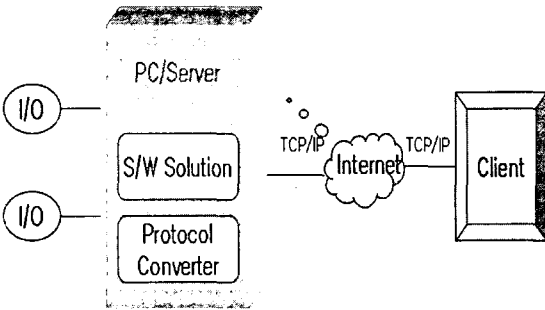 PC/Server
I/O
S/W Solution
I/O
Protocol
Converter
TCP/IP
Internet
TCP/IP
Client